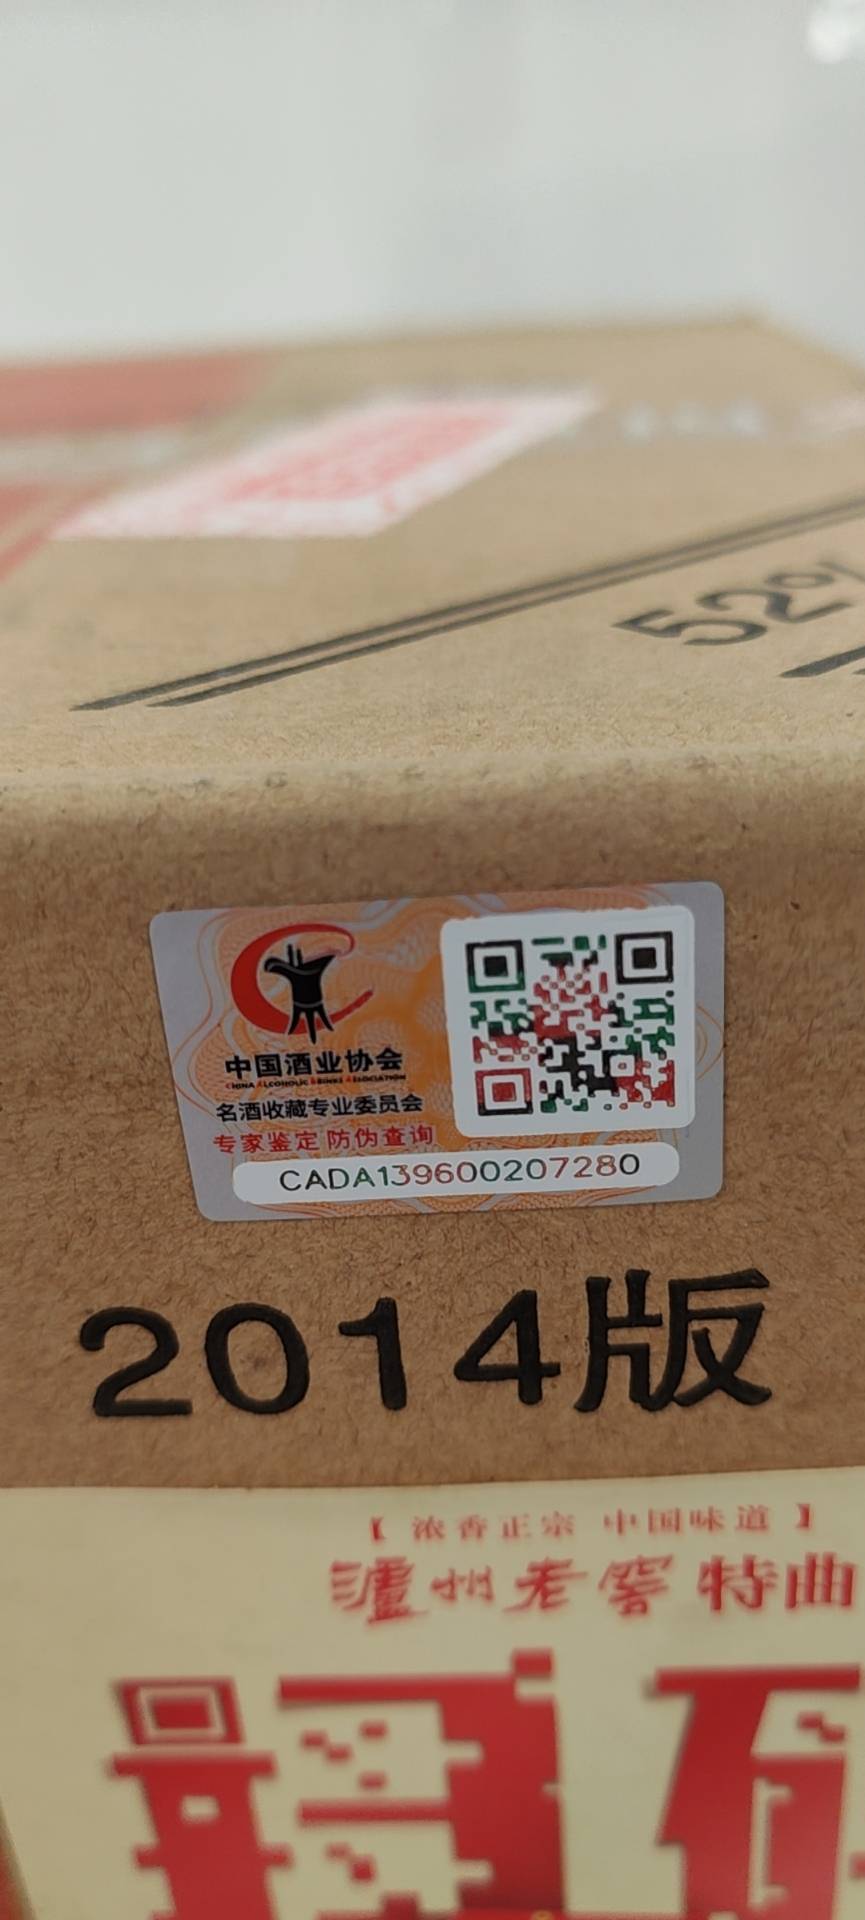 52%
中国酒业协会
CHINA ALCOHOLIC DRINKS ASSOCIATION
名酒收藏专业委员会
专家鉴定 防伪查询
CADA139600207280
2014版
【 浓香正宗 中国味道 】
泸州老窖 特曲